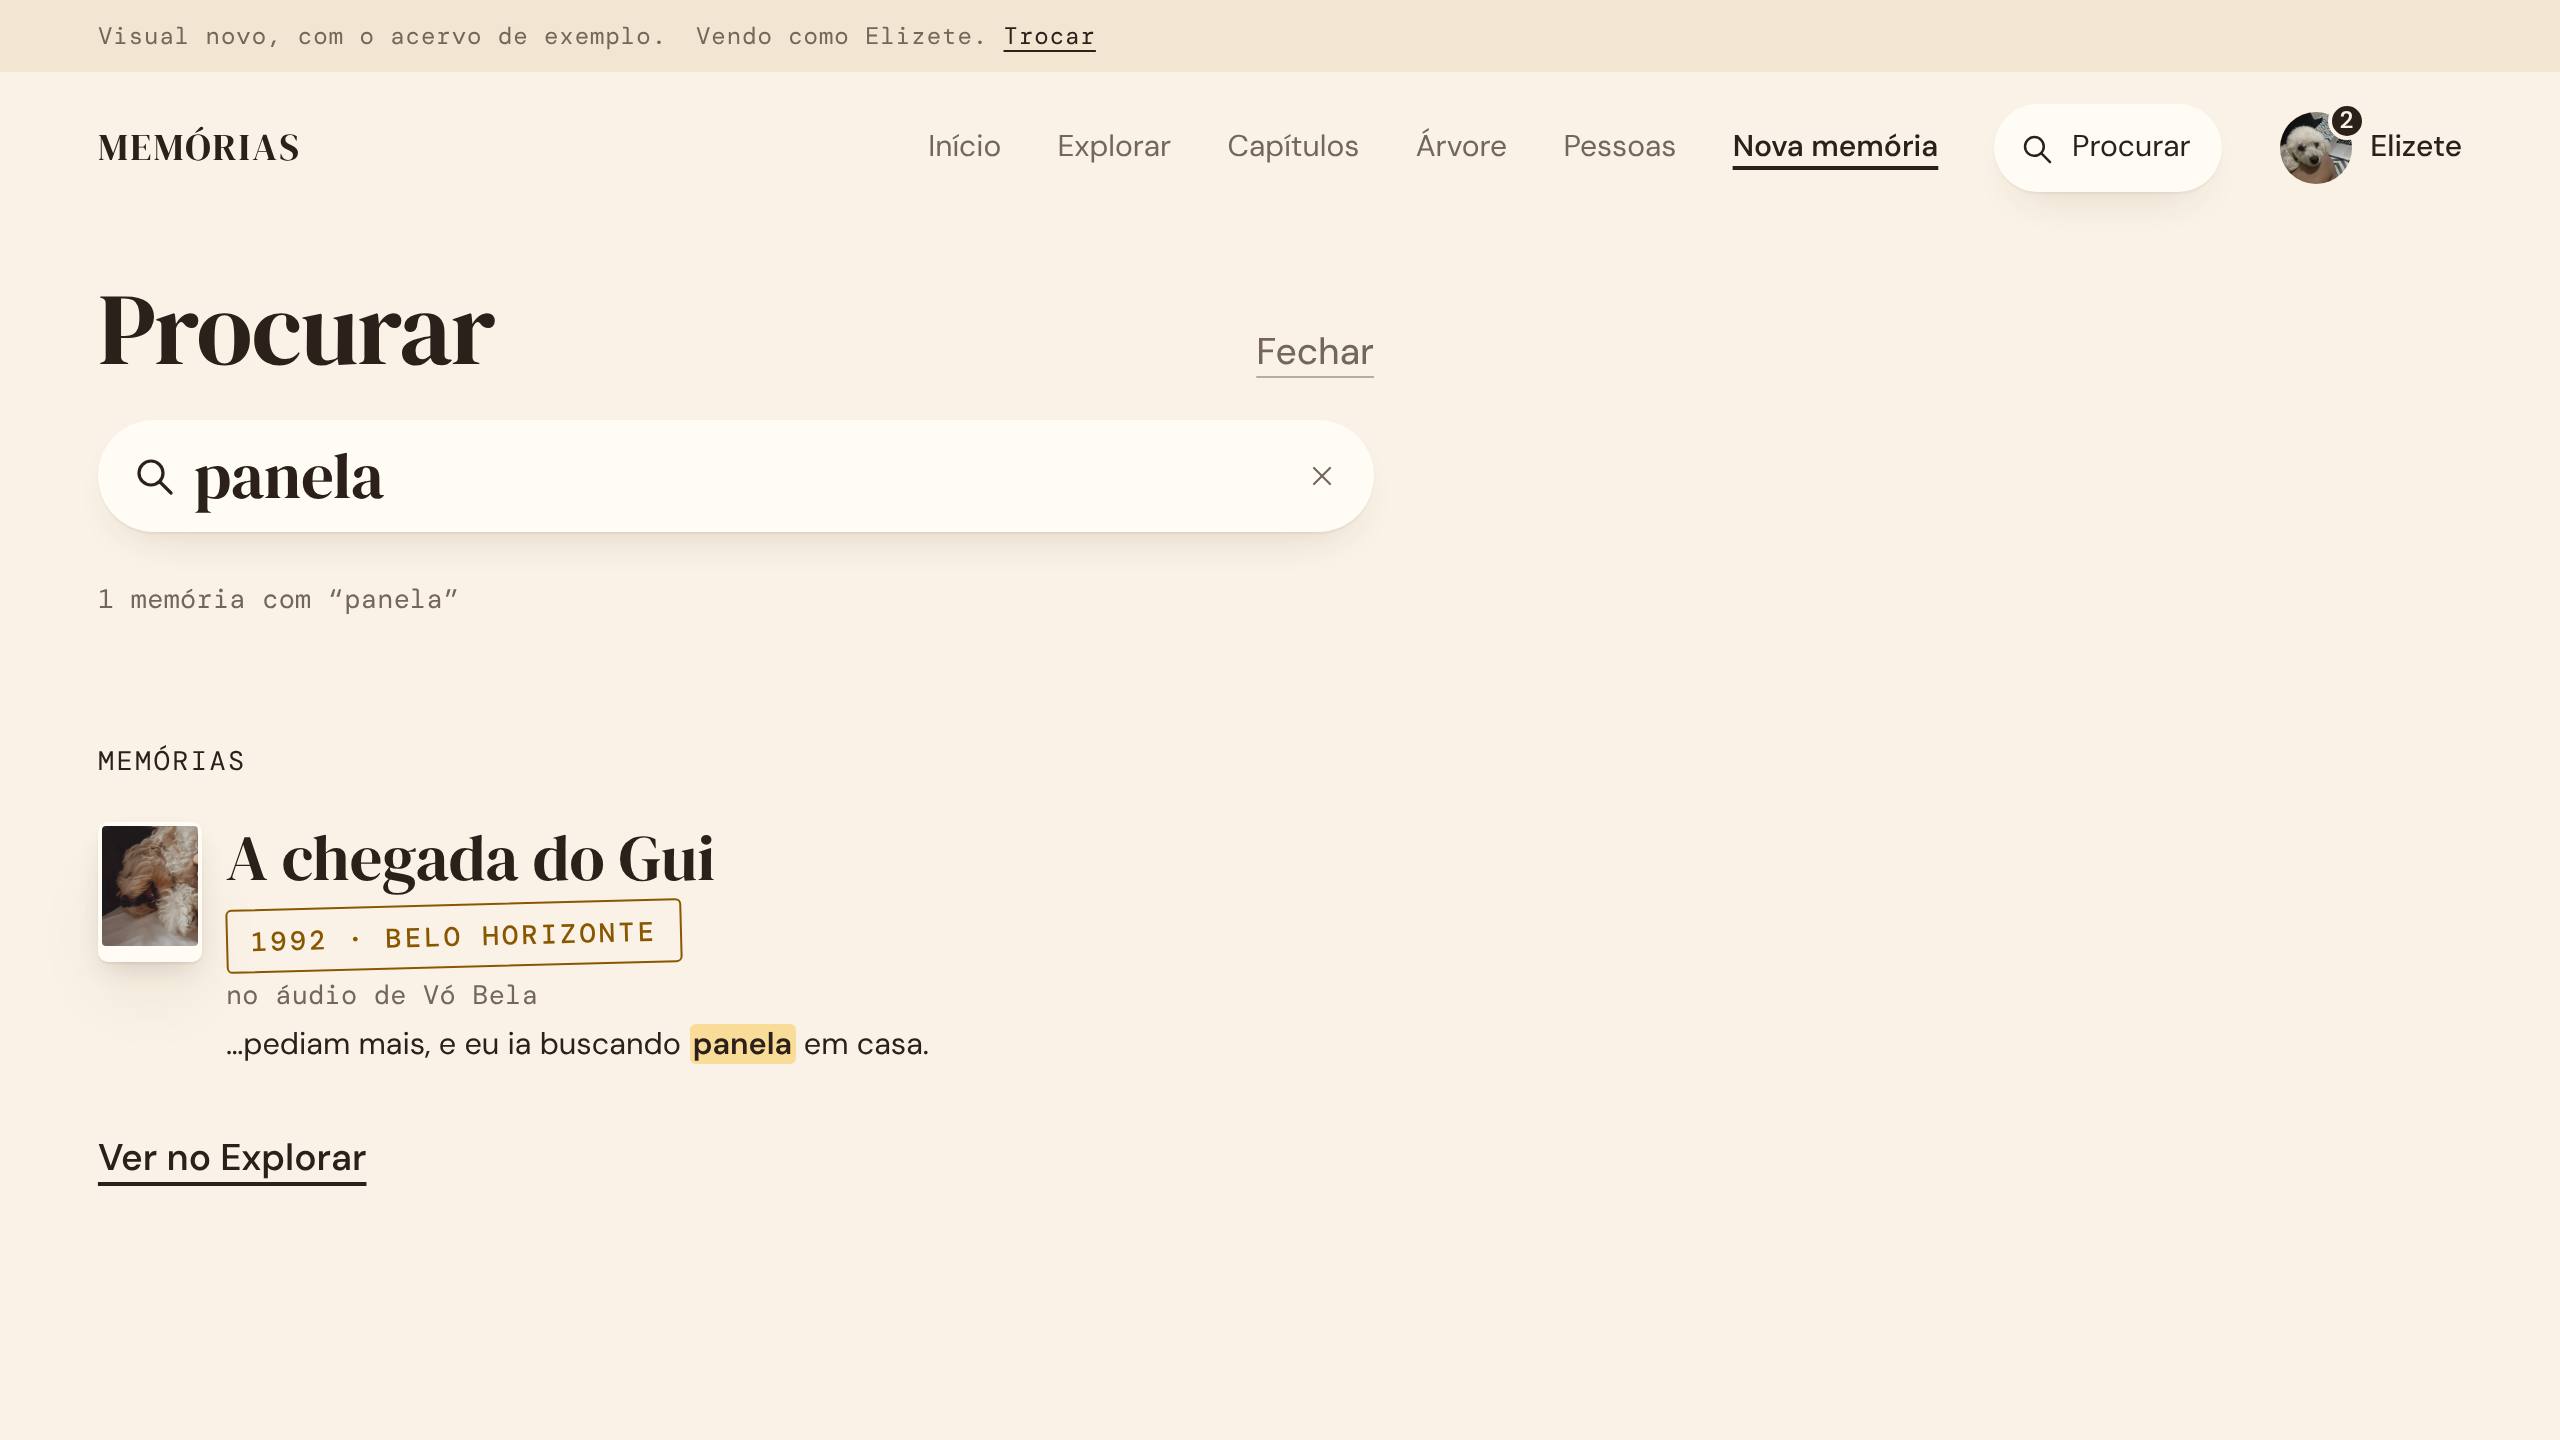 Visual novo, com o acervo de exemplo. Vendo como Elizete. Trocar
MEMÓRIAS
Início
Explorar
Capítulos
Árvore
Pessoas
Nova memória
Procurar
2
Elizete
Procurar
Fechar
panela
1 memória com “panela”
MEMÓRIAS
A chegada do Gui
1992 · BELO HORIZONTE
no áudio de Vó Bela
…pediam mais, e eu ia buscando panela em casa.
Ver no Explorar